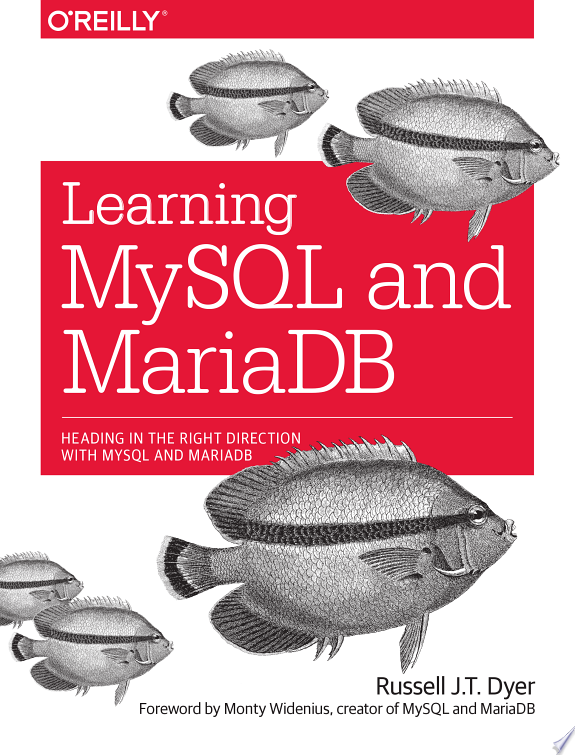 O'REILLY®
Learning
MySQL and
MariaDB
HEADING IN THE RIGHT DIRECTION
WITH MYSQL AND MARIADB
Russell J.T. Dyer
Foreword by Monty Widenius, creator of MySQL and MariaDB